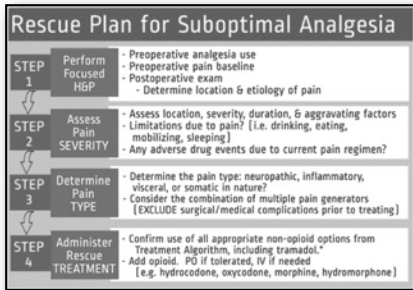 Rescue Plan for Suboptimal Analgesia
STEP
1
Perform
Focused
H&P
- Preoperative analgesia use
- Preoperative pain baseline
- Postoperative exam
- Determine location & etiology of pain
STEP
2
Assess
Pain
SEVERITY
- Assess location, severity, duration, & aggravating factors
- Limitations due to pain? [i.e. drinking, eating,
mobilizing, sleeping]
- Any adverse drug events due to current pain regimen?
STEP
3
Determine
Pain
TYPE
- Determine the pain type: neuropathic, inflammatory,
visceral, or somatic in nature?
- Consider the combination of multiple pain generators
[EXCLUDE surgical/medical complications prior to treating]
STEP
4
Administer
Rescue
TREATMENT
- Confirm use of all appropriate non-opioid options from
Treatment Algorithm, including tramadol.*
- Add opioid. PO if tolerated, IV if needed
[e.g. hydrocodone, oxycodone, morphine, hydromorphone]